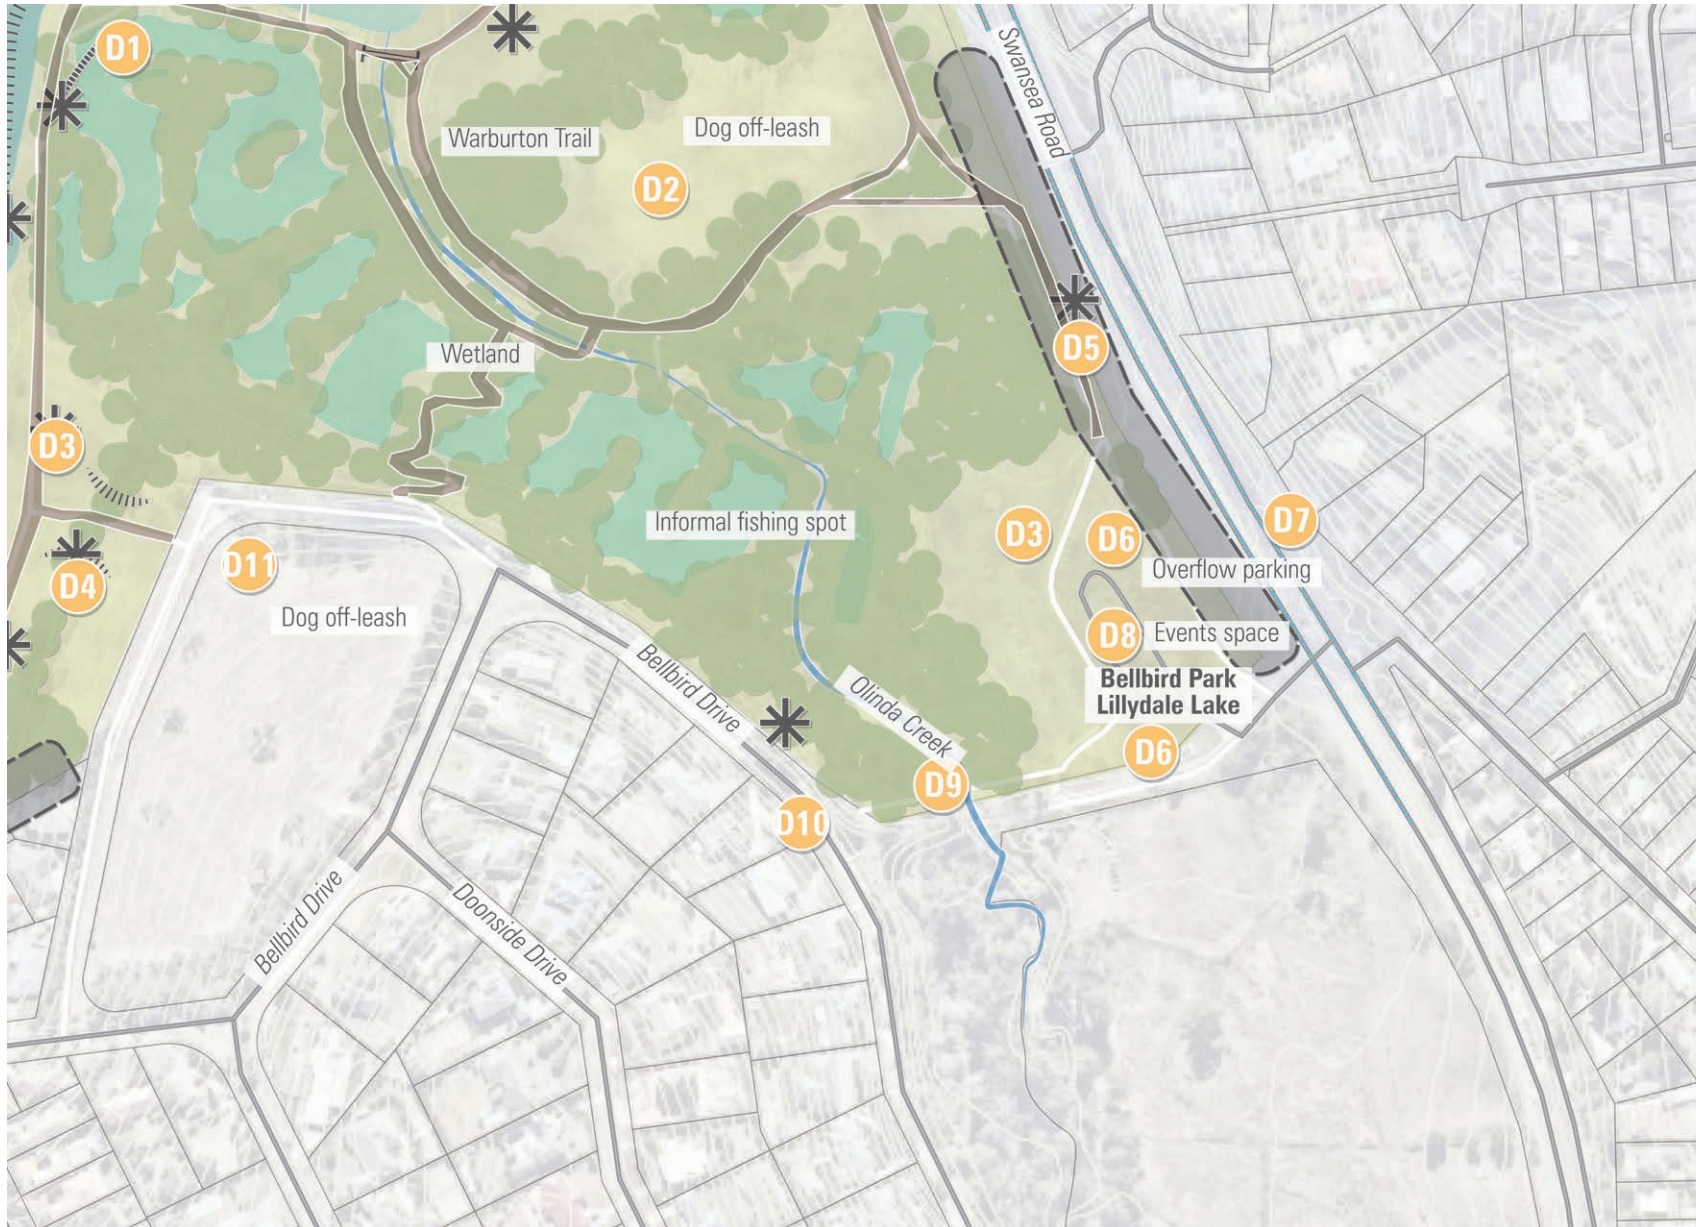 D1
Swansea Road
Warburton Trail
Dog off-leash
D2
D5
Wetland
D3
D11
D4
Dog off-leash
Informal fishing spot
D3
D6
D7
Overflow parking
D8
Events space
Bellbird Park
Lillydale Lake
Bellbird Drive
Olinda Creek
D6
D9
D10
Bellbird Drive
Doonside Drive